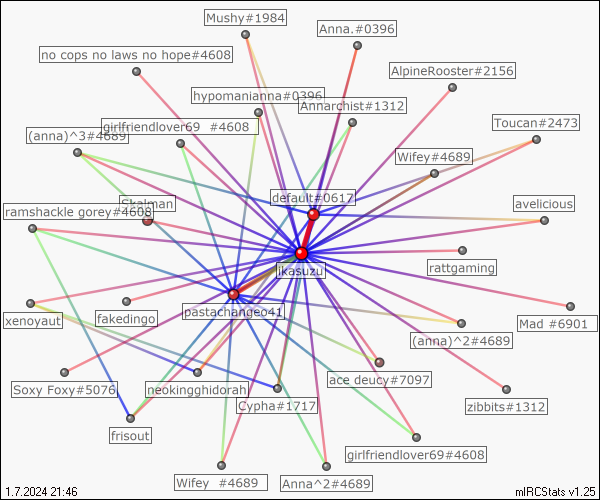 Mushy#1984
Anna.#0396
no cops no laws no hope#4608
AlpineRooster#2156
hypomanianna#0396
Annarchist#1312
Toucan#2473
girlfriendlover69 #4608
(anna)^3#4689
Wifey#4689
default#0617
Skalman
avelicious
ramshackle gorey#4608
rattgaming
ikasuzu
pastachangeo41
fakedingo
xenoyaut
Mad #6901
(anna)^2#4689
Soxy Foxy#5076
neokingghidorah
ace deucy#7097
Cypha#1717
zibbits#1312
frisout
girlfriendlover69#4608
Wifey #4689
Anna^2#4689
1.7.2024 21:46
mIRCStats v1.25